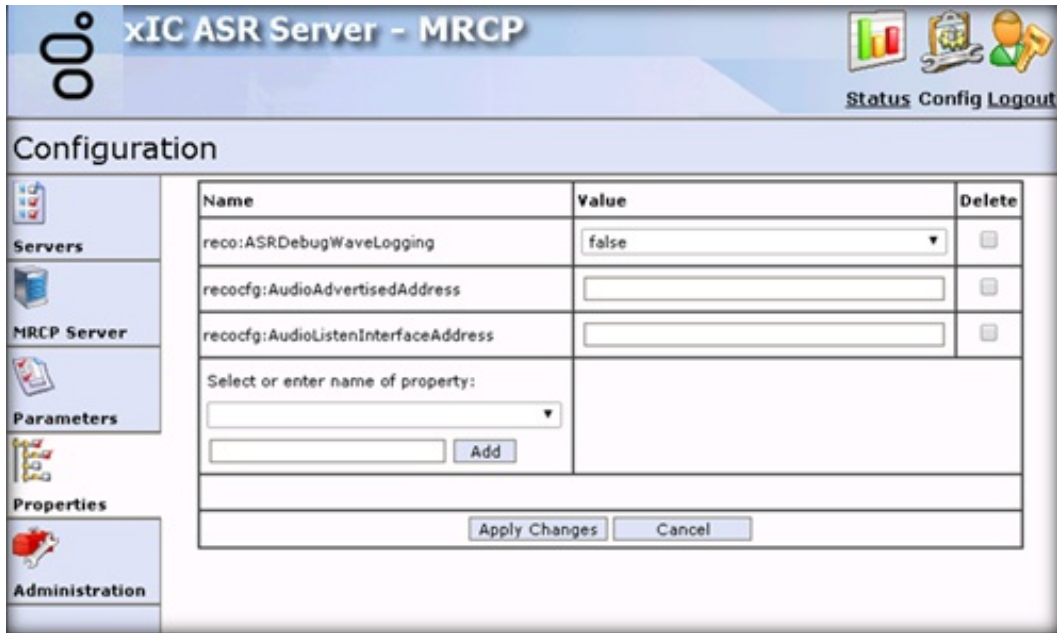 xIC ASR Server - MRCP
Status Config Logout
Configuration
Servers
MRCP Server
Parameters
Properties
Administration
Name Value Delete
reco:ASRDebugWaveLogging false
recocfg:AudioAdvertisedAddress
recocfg:AudioListenInterfaceAddress
Select or enter name of property:
Add
Apply Changes Cancel